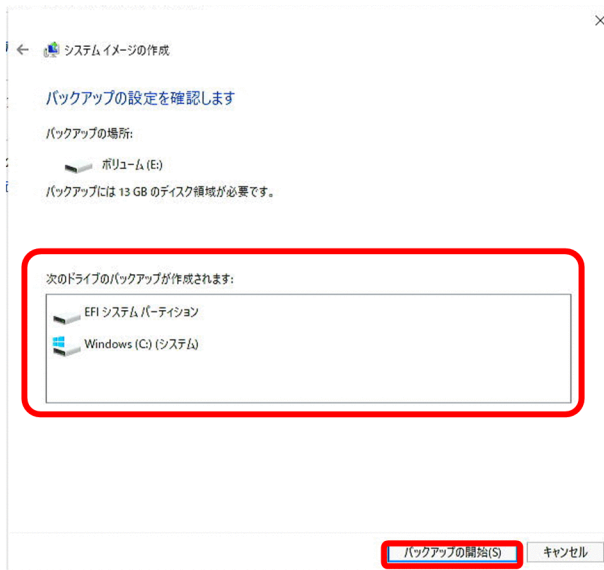 システム イメージの作成
バックアップの設定を確認します
バックアップの場所:
ボリューム (E:)
バックアップには 13 GB のディスク領域が必要です。
次のドライブのバックアップが作成されます:
EFI システム パーティション
Windows (C:) (システム)
バックアップの開始(S)
キャンセル